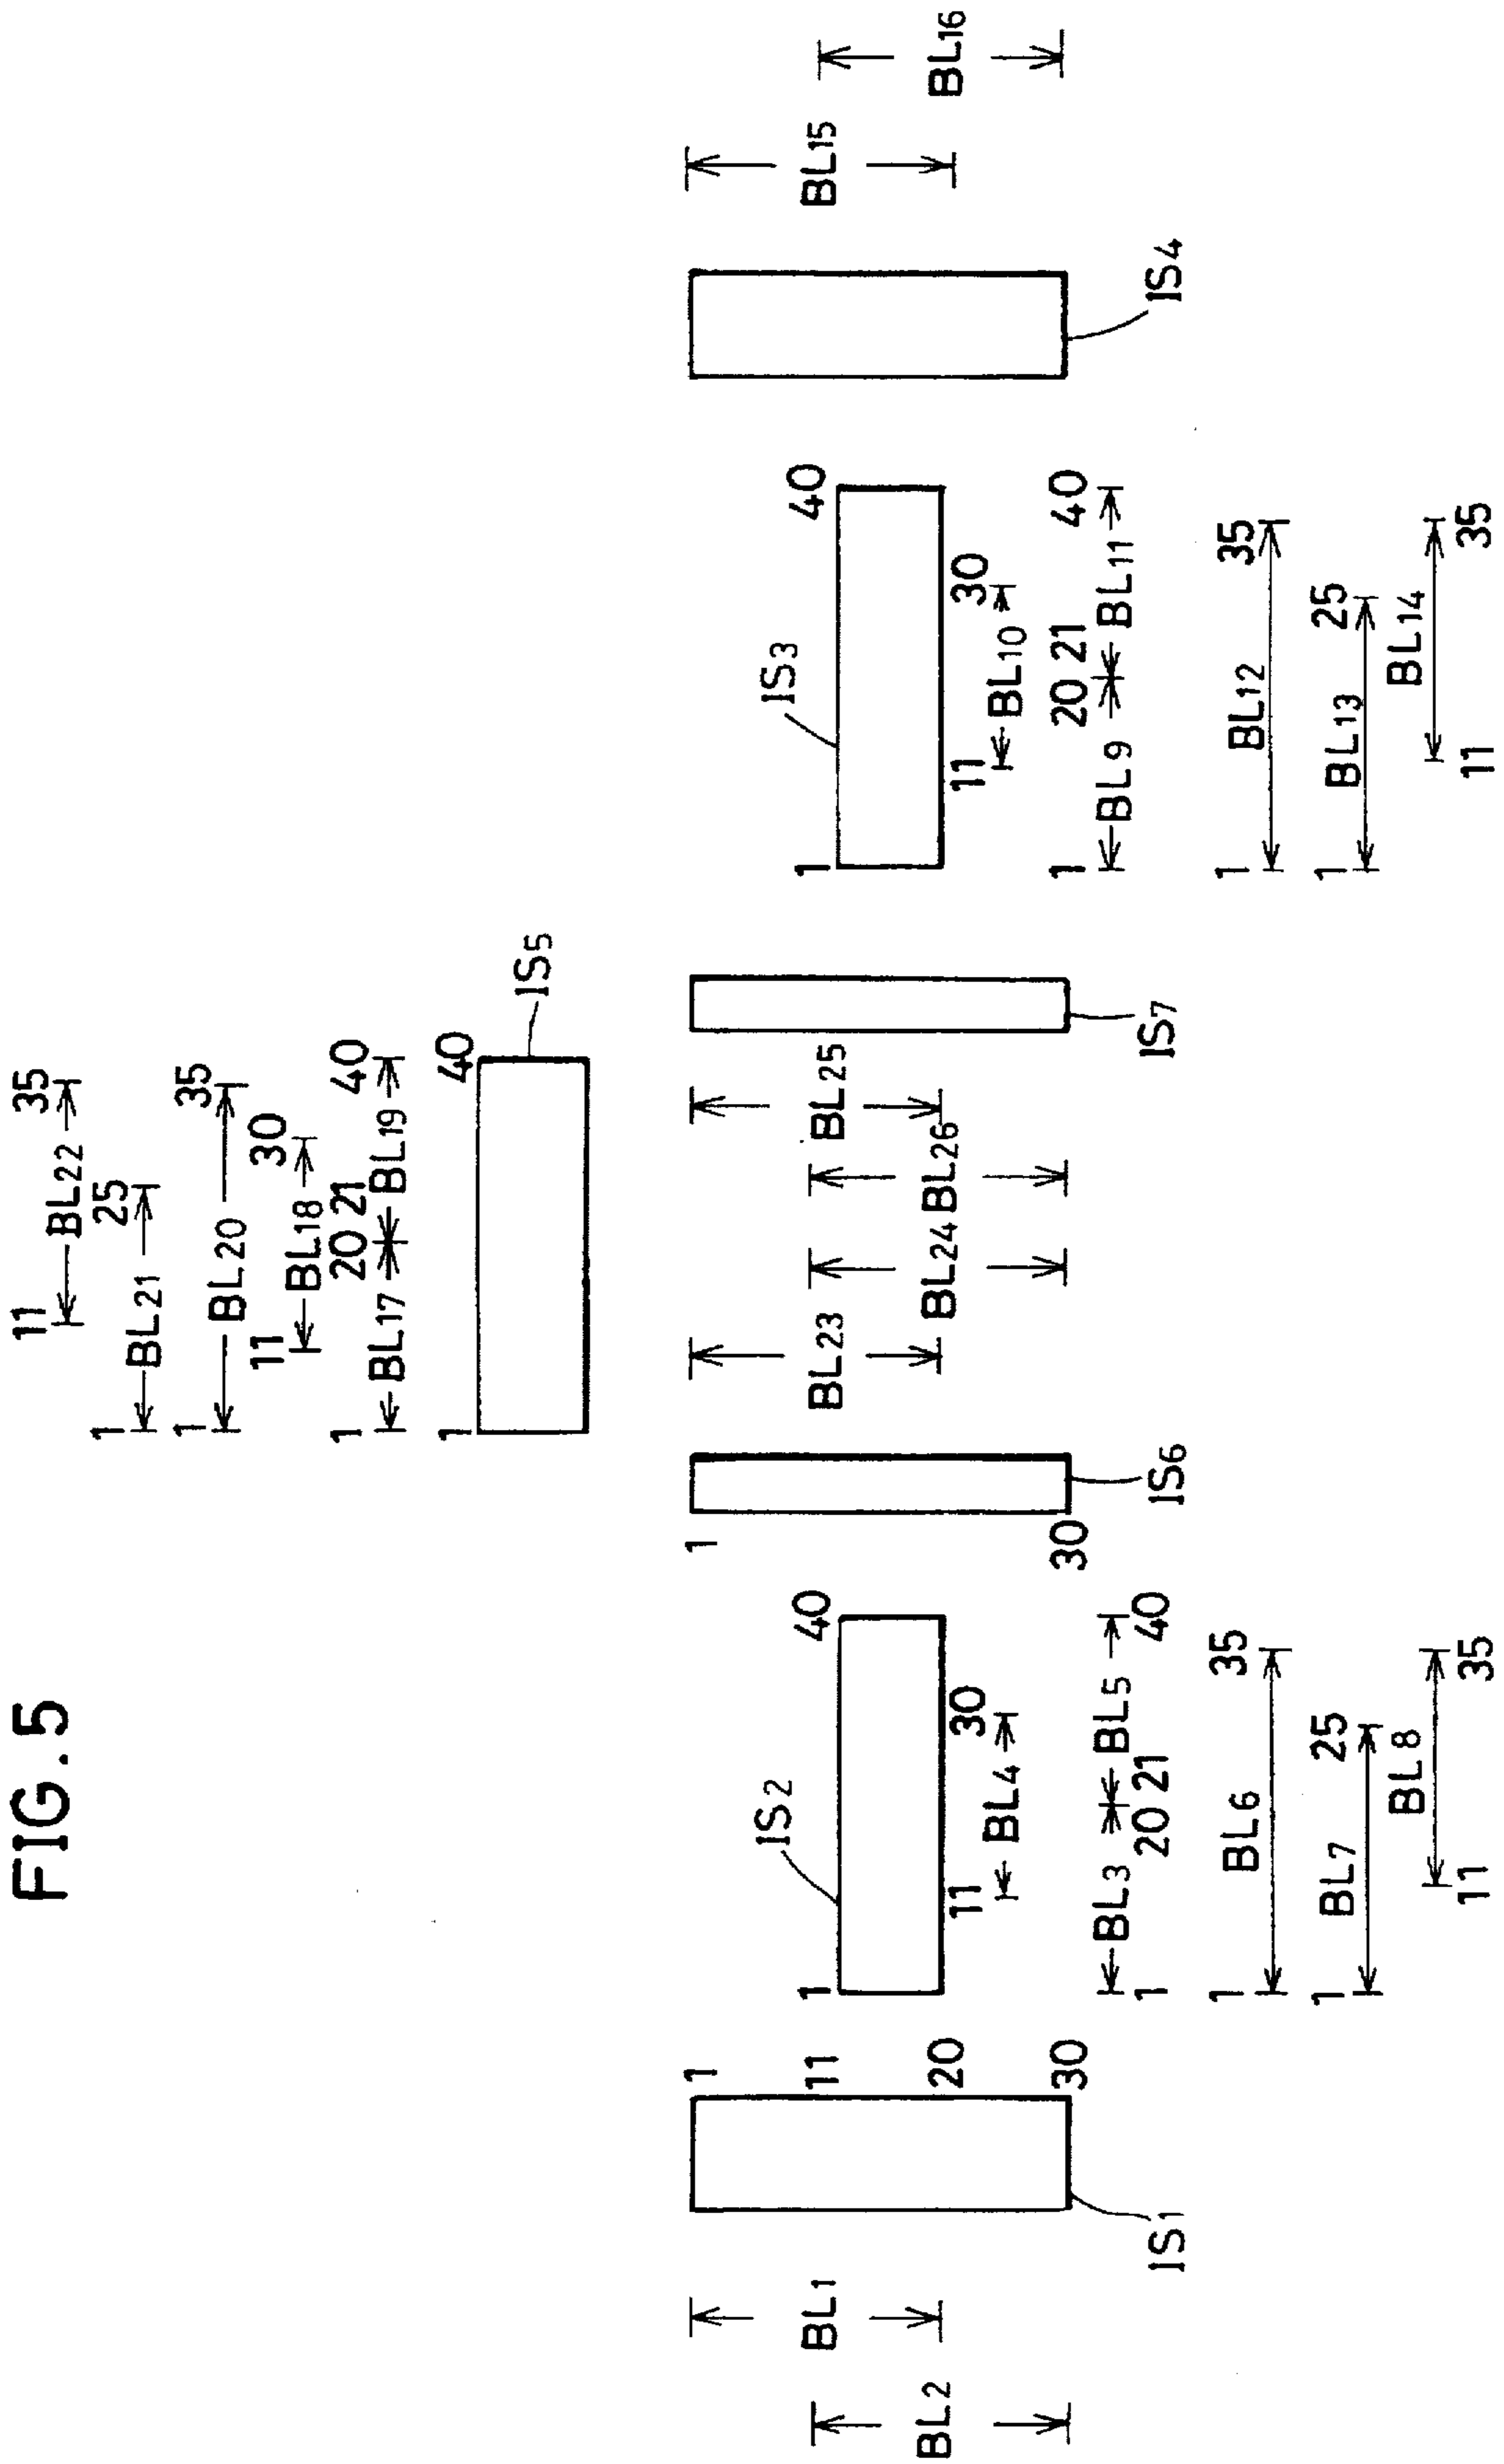 FIG.5
11 35
BL22
1 25
BL21
1 35
BL20
11 30
BL18
1 20 21 40
BL17 BL19
1 40
IS5
1 1
IS2 IS3
BL1 11 1 40 BL23 BL25 1 40 BL15
BL2 20 BL24 BL26 BL16
11 30 11 30
BL4 BL10
30 30 1 20 21 40
BL3 BL5 BL9 BL11
IS1 1 20 21 40 IS6 IS7 IS4
1 35 1 35
BL6 BL12
1 25 1 25
BL7 BL13
BL8 BL14
11 35 11 35